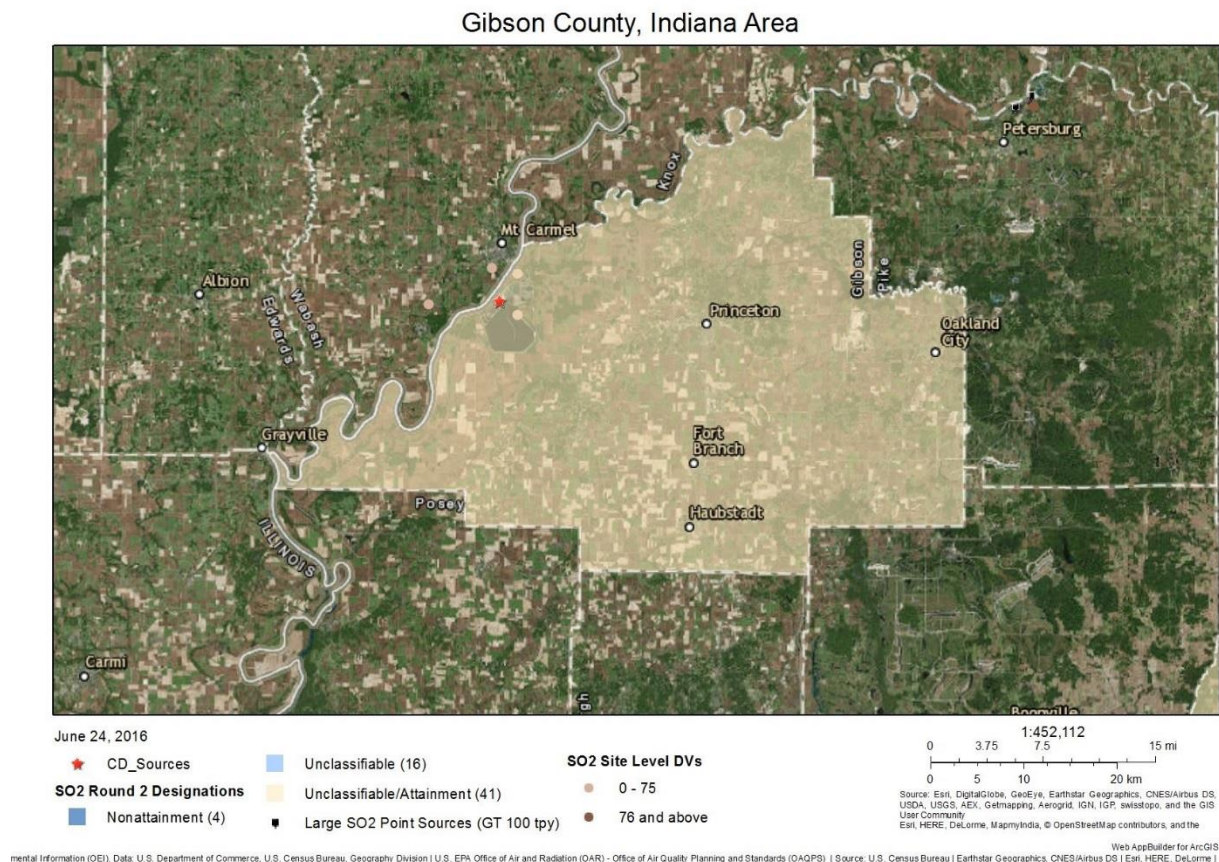 Gibson County, Indiana Area
Petersburg
Knox
Mt Carmel
Albion
Gibson
Pike
Wabash
Edwards
Princeton
Oakland
City
Grayville
Fort
Branch
Posey
Haubstadt
ILLINOIS
Carmi
gh
Boonville
June 24, 2016
CD_Sources
SO2 Round 2 Designations
Nonattainment (4)
Unclassifiable (16)
Unclassifiable/Attainment (41)
Large SO2 Point Sources (GT 100 tpy)
SO2 Site Level DVs
0 - 75
76 and above
1:452,112
0 3.75 7.5 15 mi
0 5 10 20 km
Source: Esri, DigitalGlobe, GeoEye, Earthstar Geographics, CNES/Airbus DS,
USDA, USGS, AEX, Getmapping, Aerogrid, IGN, IGP, swisstopo, and the GIS
User Community
Esri, HERE, DeLorme, MapmyIndia, © OpenStreetMap contributors, and the
Web AppBuilder for ArcGIS
mental Information (OEI), Data: U.S. Department of Commerce, U.S. Census Bureau, Geography Division | U.S. EPA Office of Air and Radiation (OAR) - Office of Air Quality Planning and Standards (OAQPS) | Source: U.S. Census Bureau | Earthstar Geographics, CNES/Airbus DS | Esri, HERE, DeLorme |